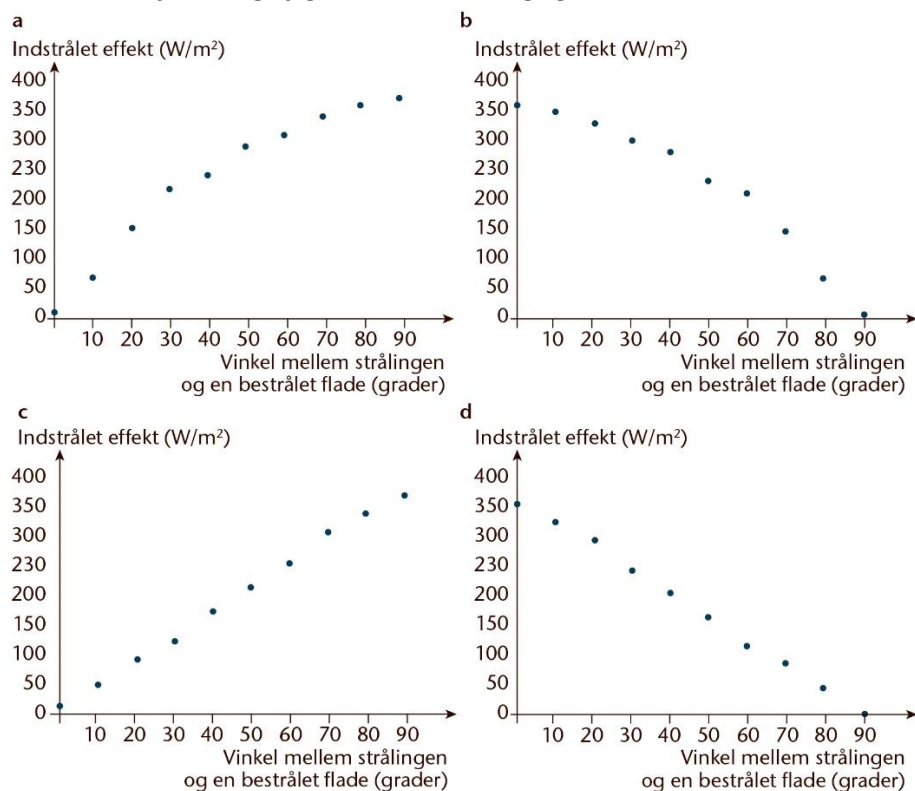 a
Indstrålet effekt (W/m²)
400
350
300
230
200
150
100
50
0
10 20 30 40 50 60 70 80 90
Vinkel mellem strålingen
og en bestrålet flade (grader)
b
Indstrålet effekt (W/m²)
400
350
300
230
200
150
100
50
0
10 20 30 40 50 60 70 80 90
Vinkel mellem strålingen
og en bestrålet flade (grader)
c
Indstrålet effekt (W/m²)
400
350
300
230
200
150
100
50
0
10 20 30 40 50 60 70 80 90
Vinkel mellem strålingen
og en bestrålet flade (grader)
d
Indstrålet effekt (W/m²)
400
350
300
230
200
150
100
50
0
10 20 30 40 50 60 70 80 90
Vinkel mellem strålingen
og en bestrålet flade (grader)